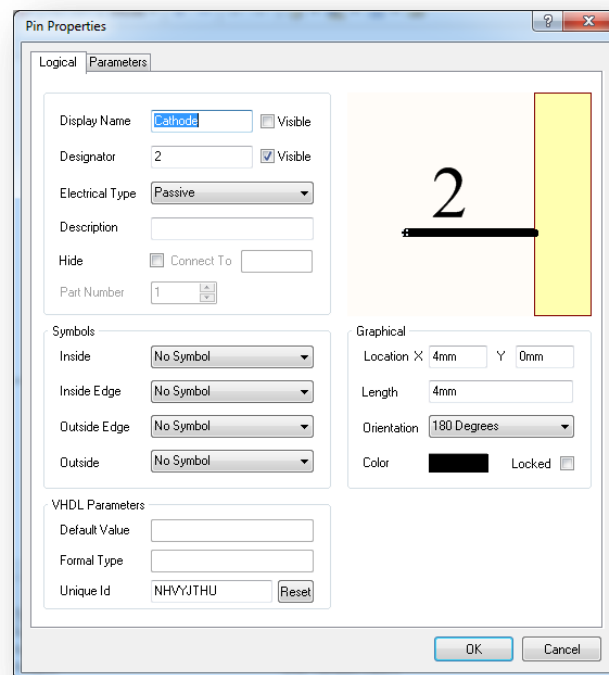 Pin Properties
Logical Parameters
Display Name Cathode Visible
Designator 2 Visible
Electrical Type Passive
Description
Hide Connect To
Part Number 1
2
Symbols
Inside No Symbol
Inside Edge No Symbol
Outside Edge No Symbol
Outside No Symbol
Graphical
Location X 4mm Y 0mm
Length 4mm
Orientation 180 Degrees
Color Locked
VHDL Parameters
Default Value
Formal Type
Unique Id NHVYJTHU Reset
OK Cancel